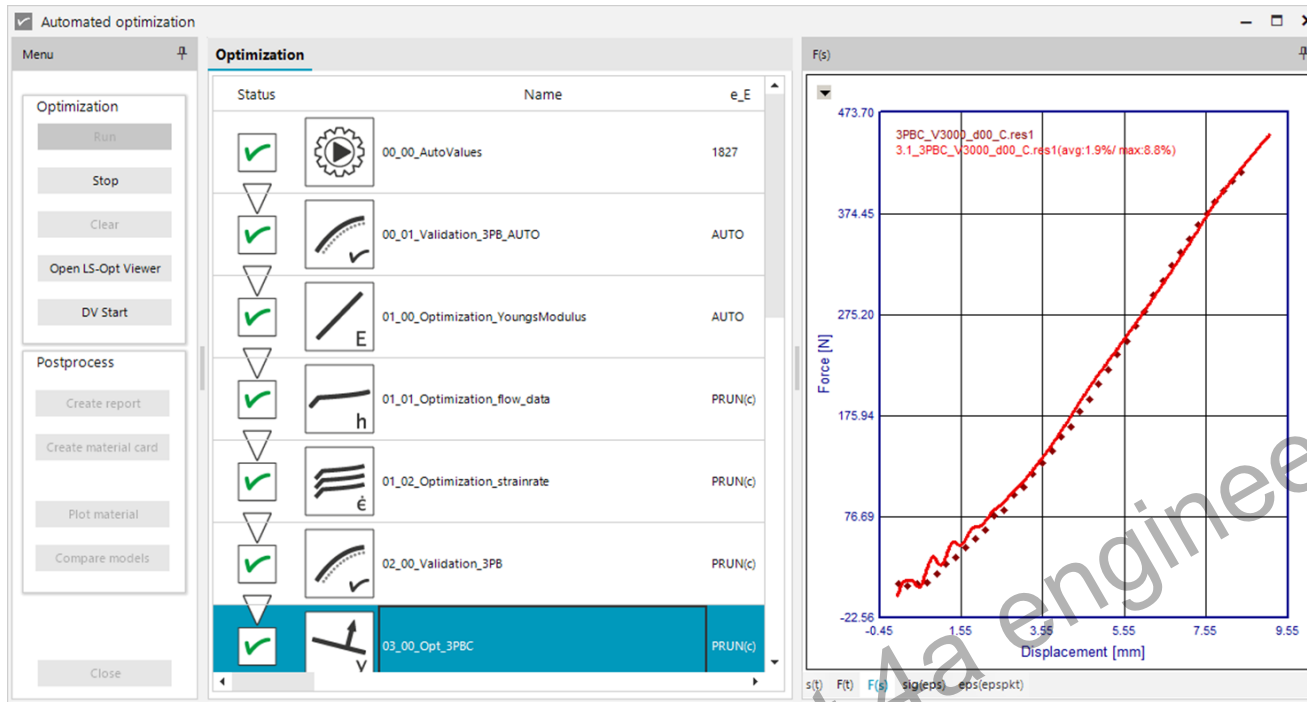 Automated optimization
Menu
Optimization
Run
Stop
Clear
Open LS-Opt Viewer
DV Start
Postprocess
Create report
Create material card
Plot material
Compare models
Close
Optimization
Status Name e_E
00_00_AutoValues 1827
00_01_Validation_3PB_AUTO AUTO
E
01_00_Optimization_YoungsModulus AUTO
h
01_01_Optimization_flow_data PRUN(c)
ė
01_02_Optimization_strainrate PRUN(c)
02_00_Validation_3PB PRUN(c)
v
03_00_Opt_3PBC PRUN(c)
F(s)
3PBC_V3000_d00_C.res1
3.1_3PBC_V3000_d00_C.res1(avg:1.9%/ max:8.8%)
473.70
374.45
275.20
175.94
76.69
-22.56
Force [N]
-0.45 1.55 3.55 5.55 7.55 9.55
Displacement [mm]
s(t) F(t) F(s) sig(eps) eps(epspkt)
4a enginee